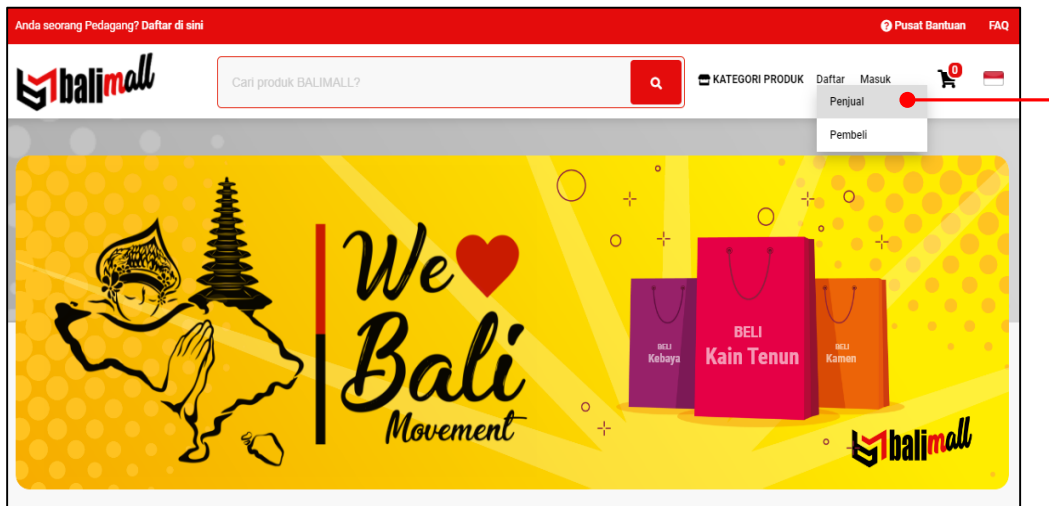 Anda seorang Pedagang? Daftar di sini
Pusat Bantuan FAQ
balimall
Cari produk BALIMALL?
KATEGORI PRODUK Daftar Masuk 0
Penjual
Pembeli
We
Bali
Movement
BELI
Kebaya
BELI
Kain Tenun
BELI
Kamen
balimall